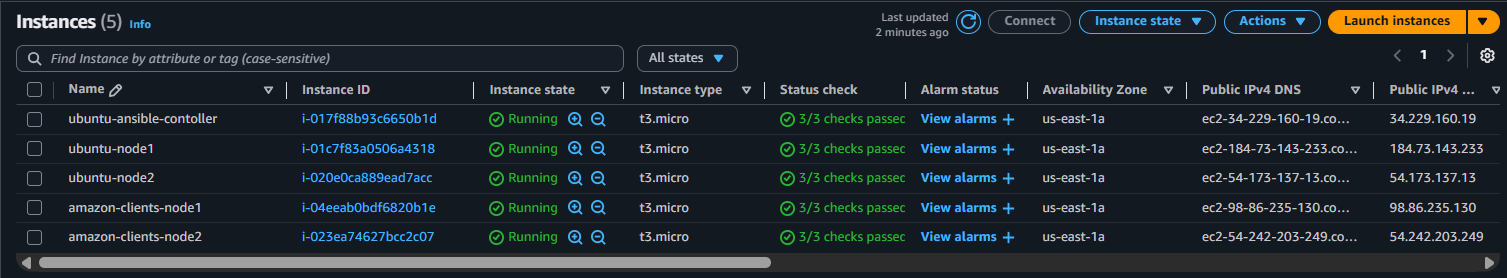 Instances (5) Info
Last updated
2 minutes ago
Connect
Instance state
Actions
Launch instances
Find Instance by attribute or tag (case-sensitive)
All states
1
Name Instance ID Instance state Instance type Status check Alarm status Availability Zone Public IPv4 DNS Public IPv4 ...
ubuntu-ansible-contoller i-017f88b93c6650b1d Running t3.micro 3/3 checks passec View alarms + us-east-1a ec2-34-229-160-19.co... 34.229.160.19
ubuntu-node1 i-01c7f83a0506a4318 Running t3.micro 3/3 checks passec View alarms + us-east-1a ec2-184-73-143-233.co... 184.73.143.233
ubuntu-node2 i-020e0ca889ead7acc Running t3.micro 3/3 checks passec View alarms + us-east-1a ec2-54-173-137-13.co... 54.173.137.13
amazon-clients-node1 i-04eeab0bdf6820b1e Running t3.micro 3/3 checks passec View alarms + us-east-1a ec2-98-86-235-130.co... 98.86.235.130
amazon-clients-node2 i-023ea74627bcc2c07 Running t3.micro 3/3 checks passec View alarms + us-east-1a ec2-54-242-203-249.co... 54.242.203.249